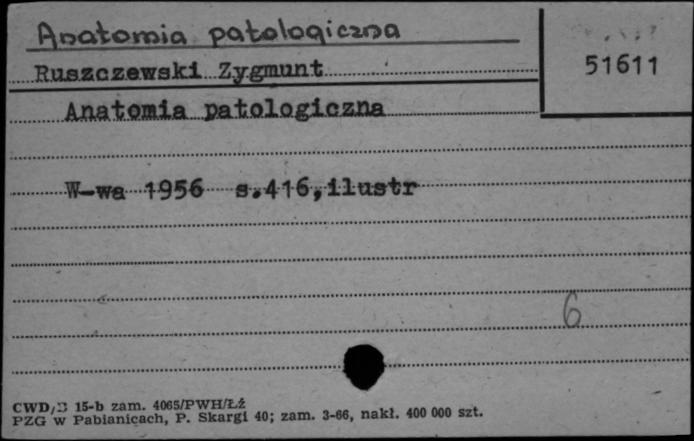 Anatomia patologiczna
Ruszczewski Zygmunt
51611
Anatomia patologiczna
W-wa 1956 s.416,ilustr
6
CWD/B 15-b zam. 4065/PWH/Łź
PZG w Pabianicach, P. Skargi 40; zam. 3-66, nakł. 400 000 szt.